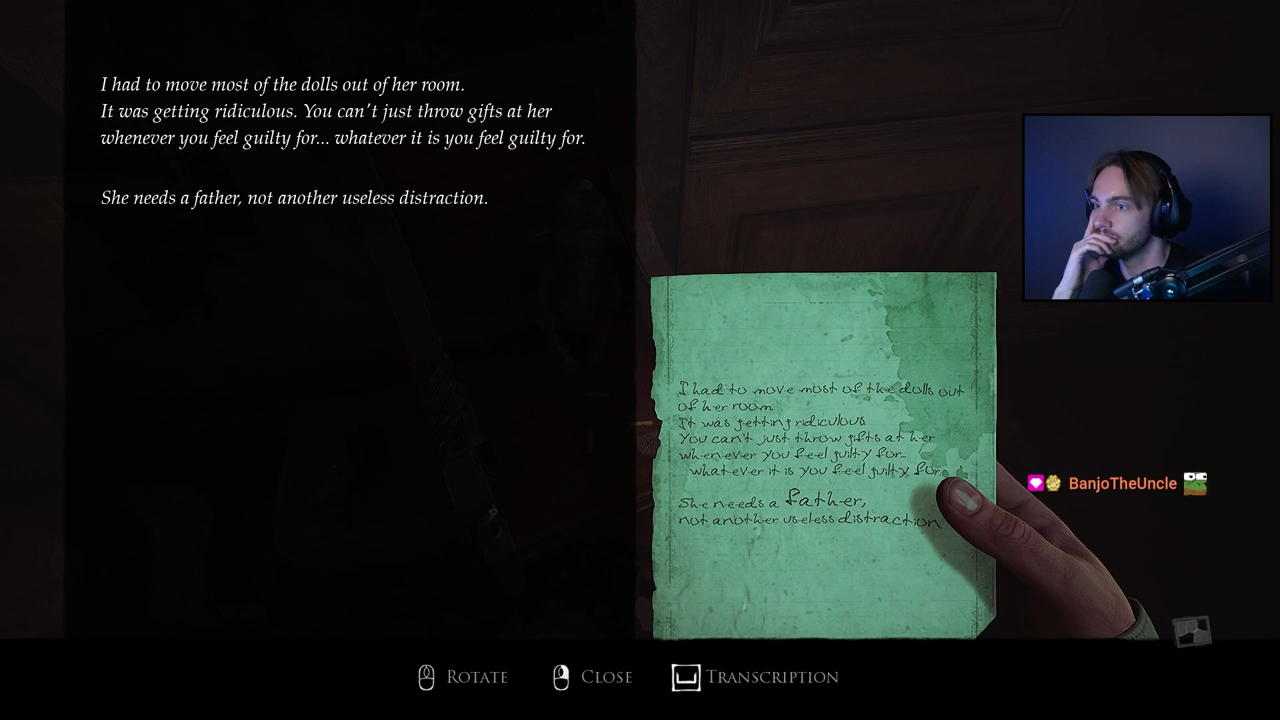 I had to move most of the dolls out of her room.
It was getting ridiculous. You can't just throw gifts at her
whenever you feel guilty for... whatever it is you feel guilty for.
She needs a father, not another useless distraction.
I had to move most of the dolls out
of her room.
It was getting ridiculous.
You can't just throw gifts at her
whenever you feel guilty for...
whatever it is you feel guilty for.
She needs a father,
not another useless distraction.
BanjoTheUncle
ROTATE
CLOSE
TRANSCRIPTION